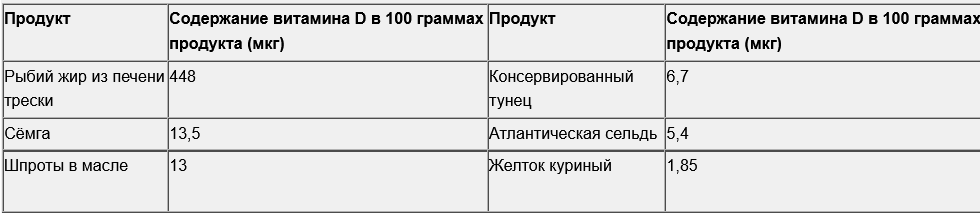 Продукт
Содержание витамина D в 100 граммах
продукта (мкг)
Продукт
Содержание витамина D в 100 граммах
продукта (мкг)
Рыбий жир из печени
трески
448
Консервированный
тунец
6,7
Сёмга
13,5
Атлантическая сельдь
5,4
Шпроты в масле
13
Желток куриный
1,85